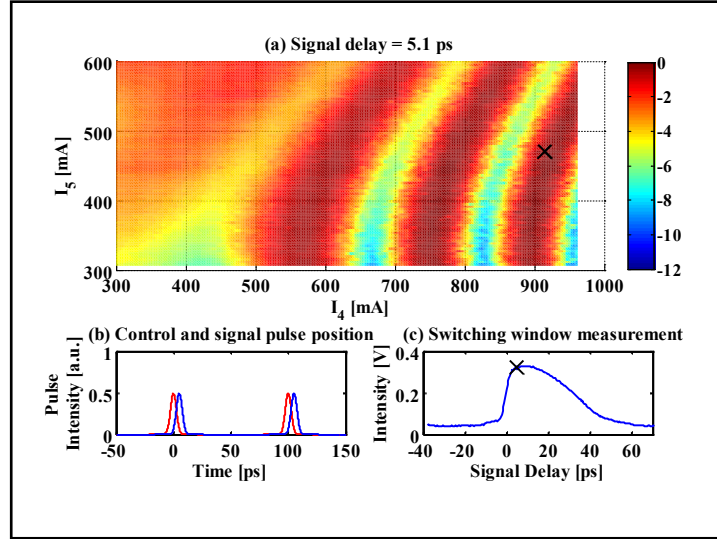 (a) Signal delay = 5.1 ps
600
500
400
300
I5 [mA]
300 400 500 600 700 800 900 1000
I4 [mA]
0
-2
-4
-6
-8
-10
-12
(b) Control and signal pulse position
1
0.5
0
Pulse
Intensity [a.u.]
-50 0 50 100 150
Time [ps]
(c) Switching window measurement
0.4
0.2
0
Intensity [V]
-40 -20 0 20 40 60
Signal Delay [ps]